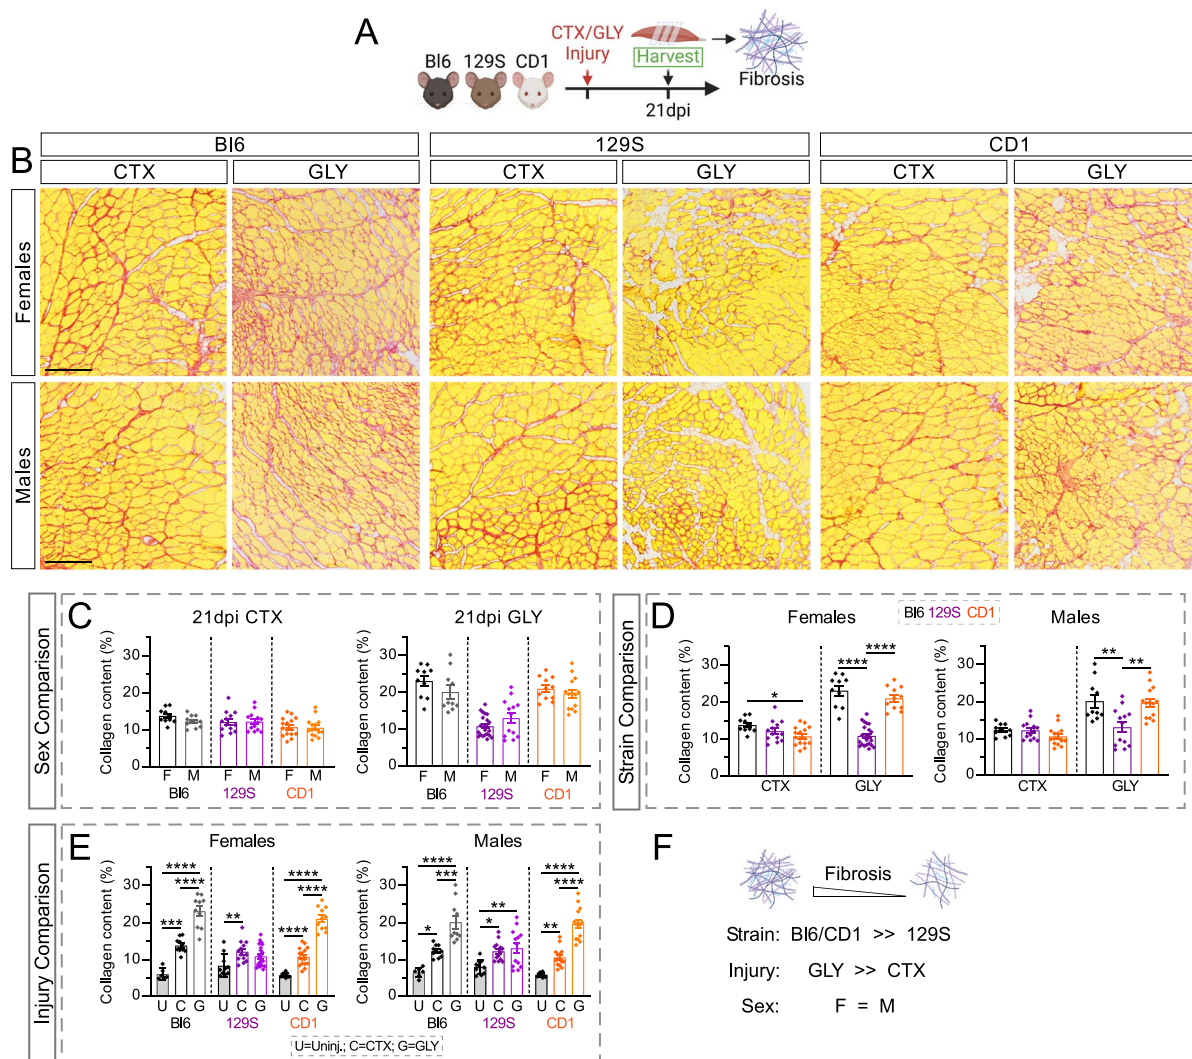 A
Bl6 129S CD1
CTX/GLY
Injury
Harvest
21dpi
Fibrosis
B
Bl6
129S
CD1
CTX
GLY
CTX
GLY
CTX
GLY
Females
Males
Sex Comparison
C
21dpi CTX
Collagen content (%)
30
20
10
0
F M F M F M
Bl6 129S CD1
21dpi GLY
Collagen content (%)
30
20
10
0
F M F M F M
Bl6 129S CD1
Strain Comparison
D
Bl6 129S CD1
Females
Collagen content (%)
30
20
10
0
*
****
****
CTX GLY
Males
Collagen content (%)
30
20
10
0
**
**
CTX GLY
Injury Comparison
E
Females
Collagen content (%)
30
20
10
0
****
****
***
**
****
****
****
U C G U C G U C G
Bl6 129S CD1
Males
Collagen content (%)
30
20
10
0
****
***
*
**
*
****
****
**
U C G U C G U C G
Bl6 129S CD1
U=Uninj.; C=CTX; G=GLY
F
Fibrosis
Strain: Bl6/CD1 >> 129S
Injury: GLY >> CTX
Sex: F = M